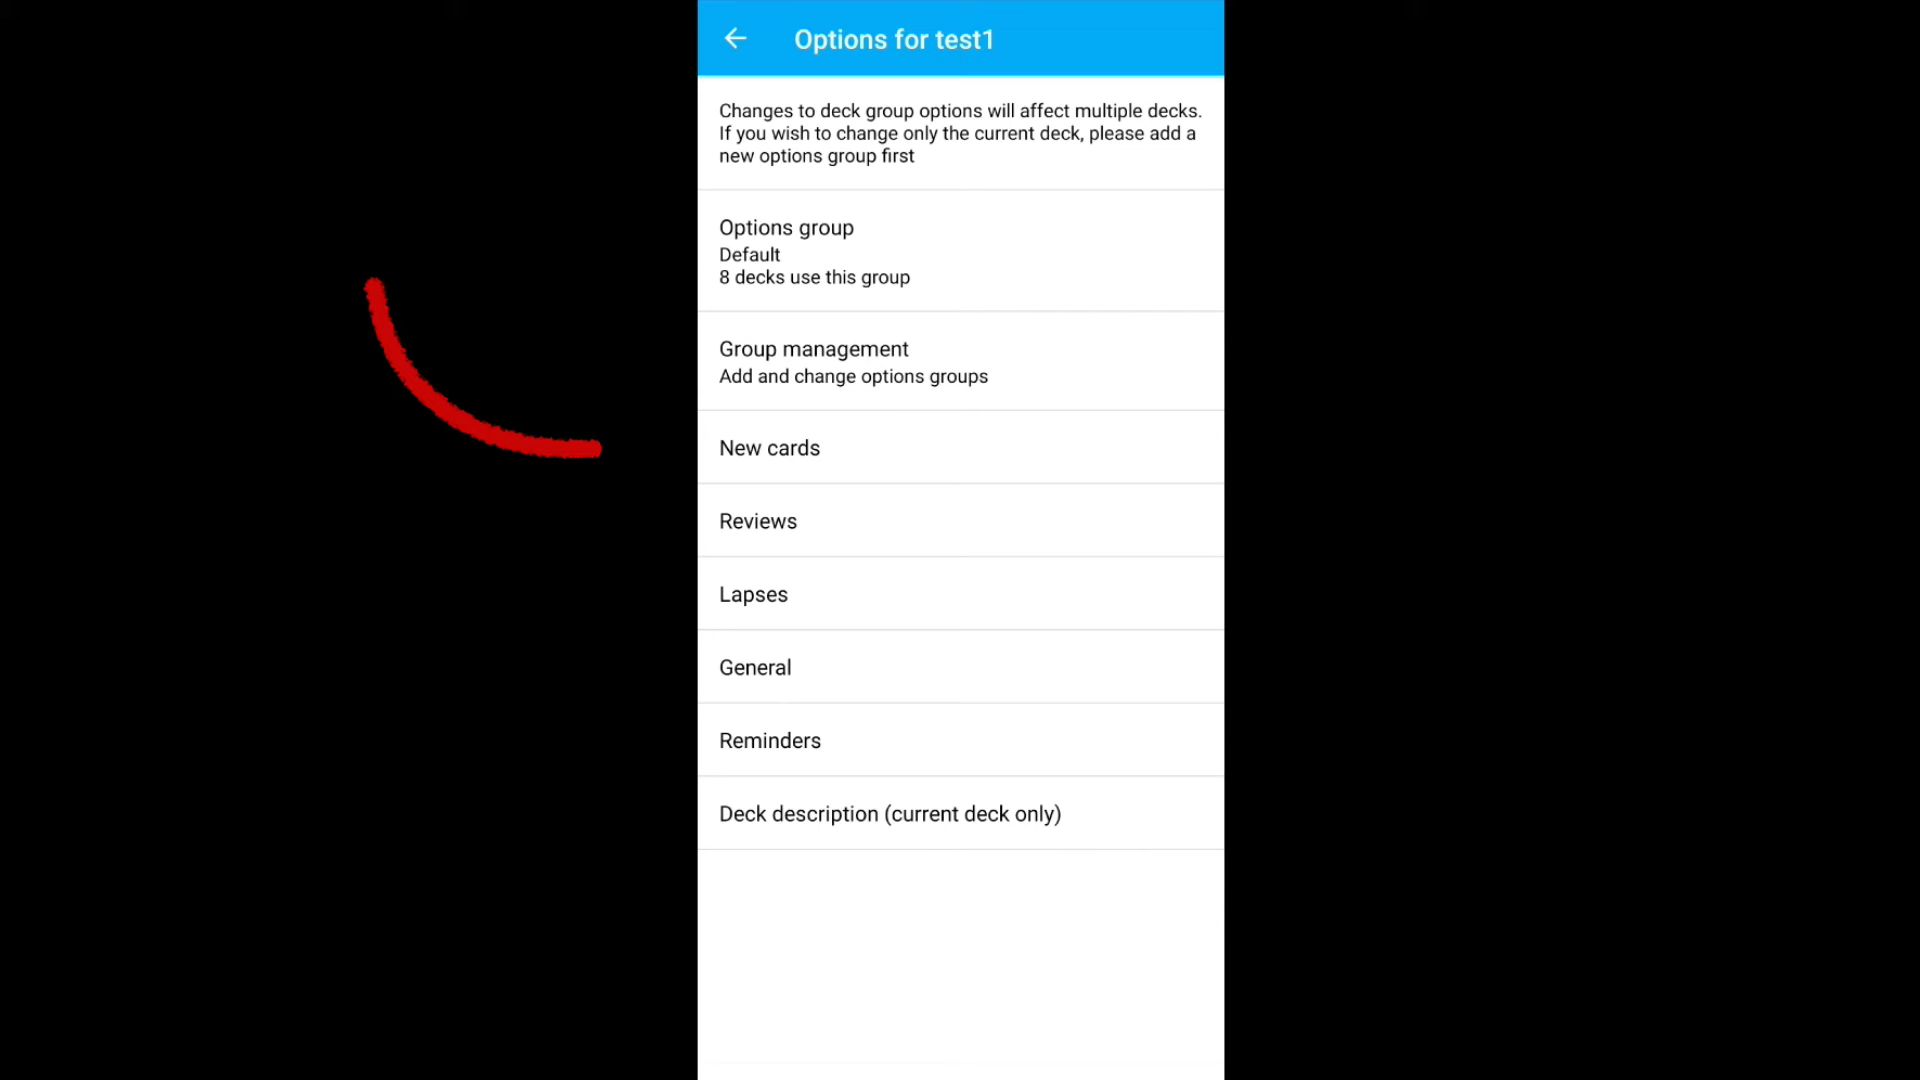 Options for test1
Changes to deck group options will affect multiple decks.
If you wish to change only the current deck, please add a
new options group first
Options group
Default
8 decks use this group
Group management
Add and change options groups
New cards
Reviews
Lapses
General
Reminders
Deck description (current deck only)